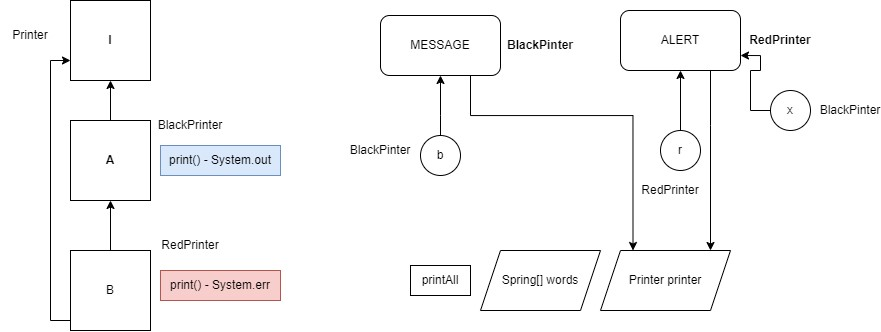 Printer
I
BlackPrinter
A
print() - System.out
RedPrinter
B
print() - System.err
MESSAGE
BlackPinter
ALERT
RedPrinter
BlackPinter
b
r
RedPrinter
x
BlackPinter
printAll
Spring[] words
Printer printer